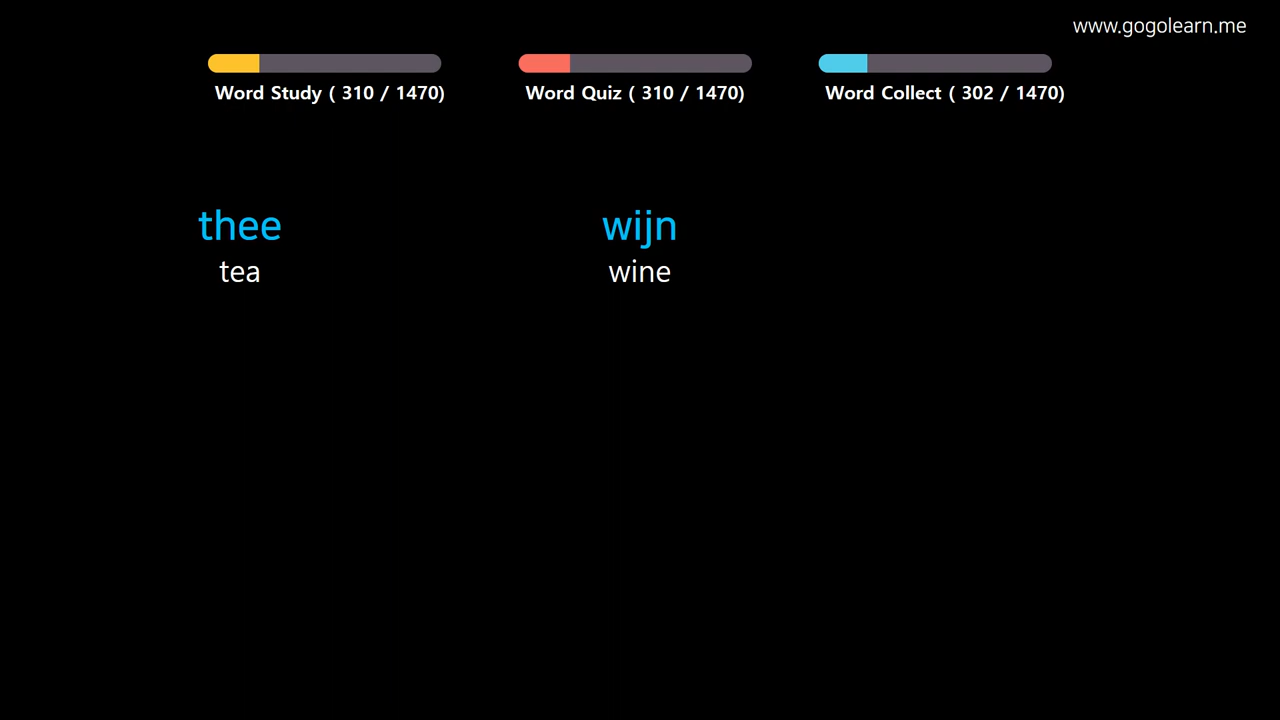 www.gogolearn.me
Word Study ( 310 / 1470) Word Quiz ( 310 / 1470) Word Collect ( 302 / 1470)
thee wijn
tea wine